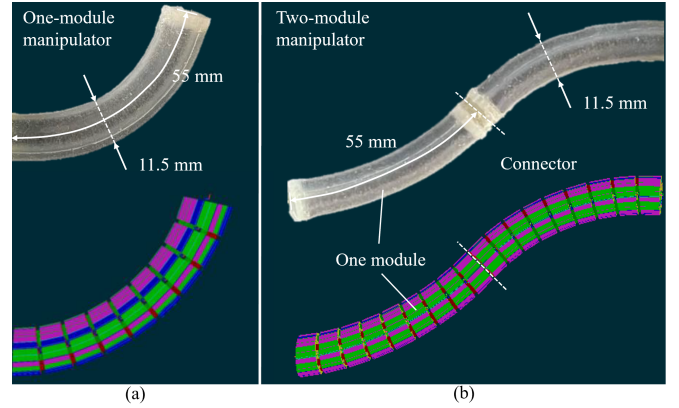 One-module
manipulator
55 mm
11.5 mm
(a)
Two-module
manipulator
11.5 mm
55 mm
Connector
One module
(b)